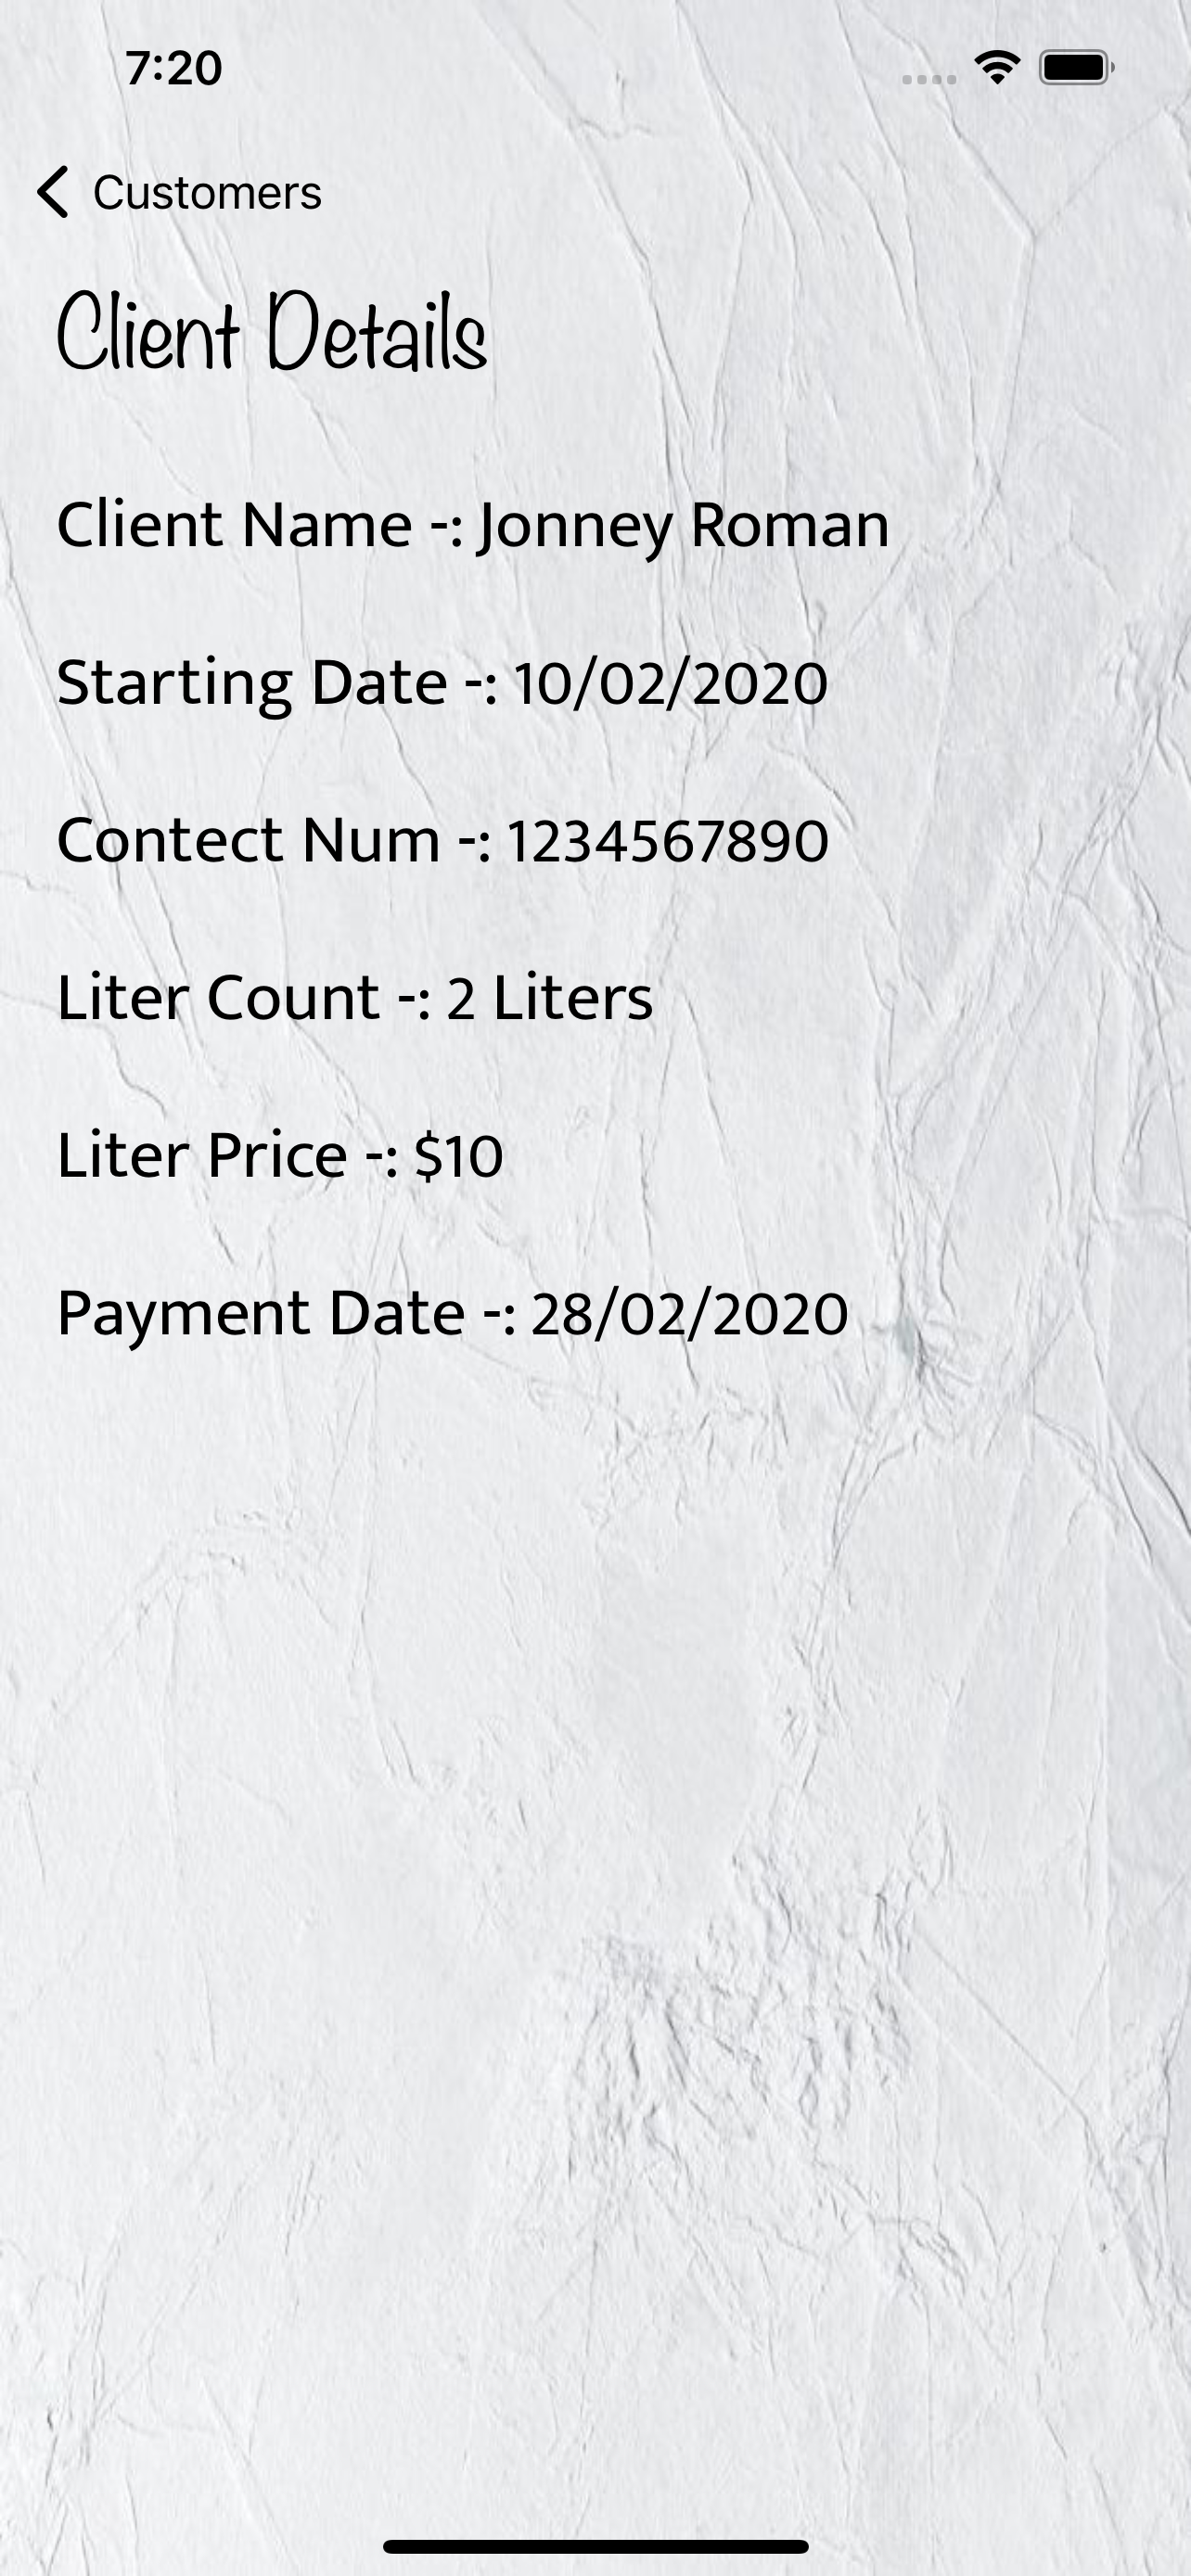 7:20
Customers
Client Details
Client Name -: Jonney Roman
Starting Date -: 10/02/2020
Contect Num -: 1234567890
Liter Count -: 2 Liters
Liter Price -: $10
Payment Date -: 28/02/2020